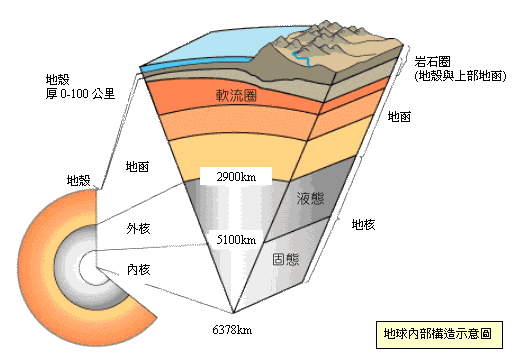 地殼
厚 0-100 公里
岩石圈
(地殼與上部地函)
軟流圈
地函
地函
地殼
2900km
液態
外核
地核
5100km
內核
固態
6378km
地球內部構造示意圖